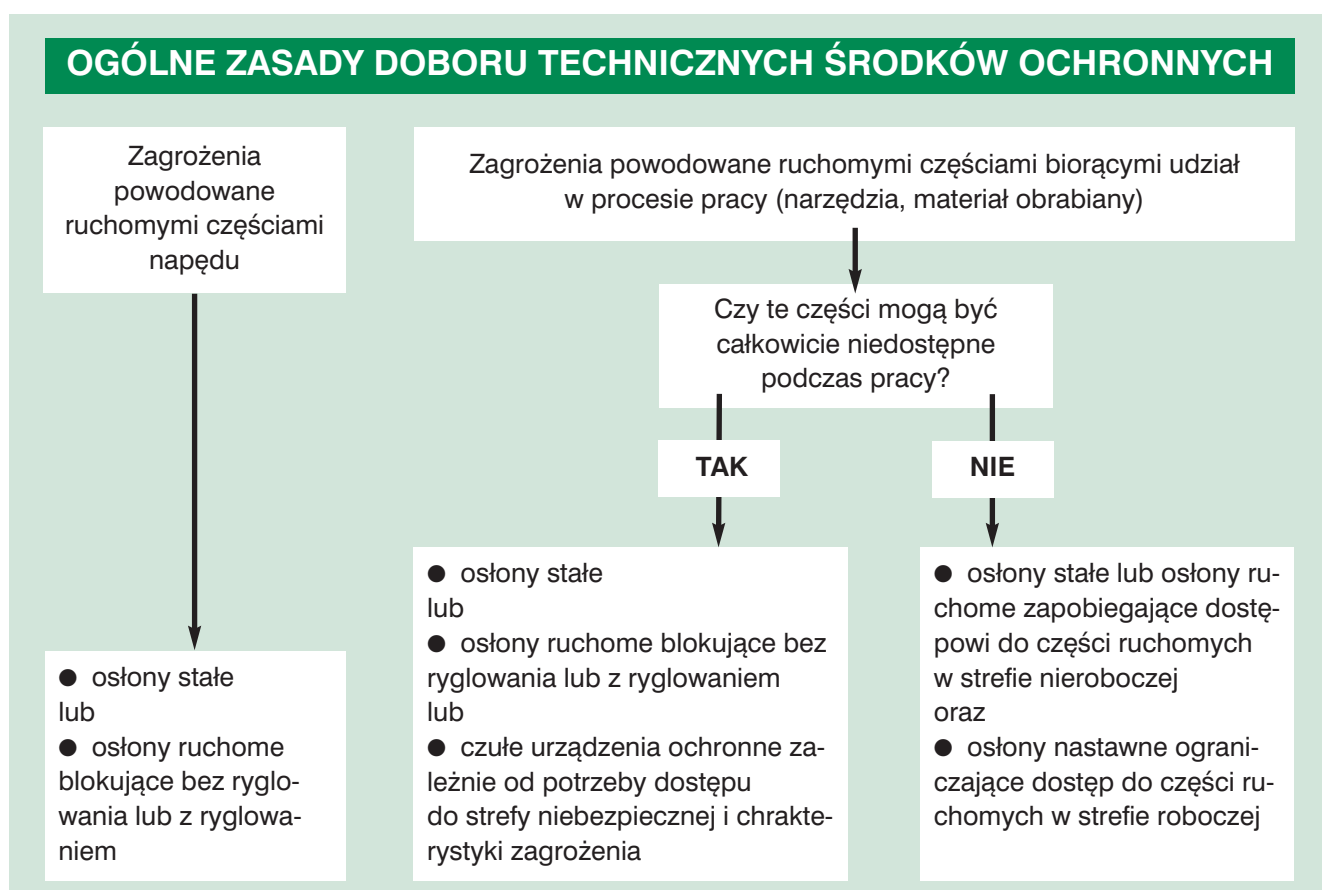 OGÓLNE ZASADY DOBORU TECHNICZNYCH ŚRODKÓW OCHRONNYCH
Zagrożenia
powodowane
ruchomymi częściami
napędu
● osłony stałe
lub
● osłony ruchome
blokujące bez ryglo-
wania lub z ryglowa-
niem
Zagrożenia powodowane ruchomymi częściami biorącymi udział
w procesie pracy (narzędzia, materiał obrabiany)
Czy te części mogą być
całkowicie niedostępne
podczas pracy?
TAK
● osłony stałe
lub
● osłony ruchome blokujące bez
ryglowania lub z ryglowaniem
lub
● czułe urządzenia ochronne za-
leżnie od potrzeby dostępu
do strefy niebezpiecznej i chrakte-
rystyki zagrożenia
NIE
● osłony stałe lub osłony ru-
chome zapobiegające dostę-
powi do części ruchomych
w strefie nieroboczej
oraz
● osłony nastawne ograni-
czające dostęp do części ru-
chomych w strefie roboczej